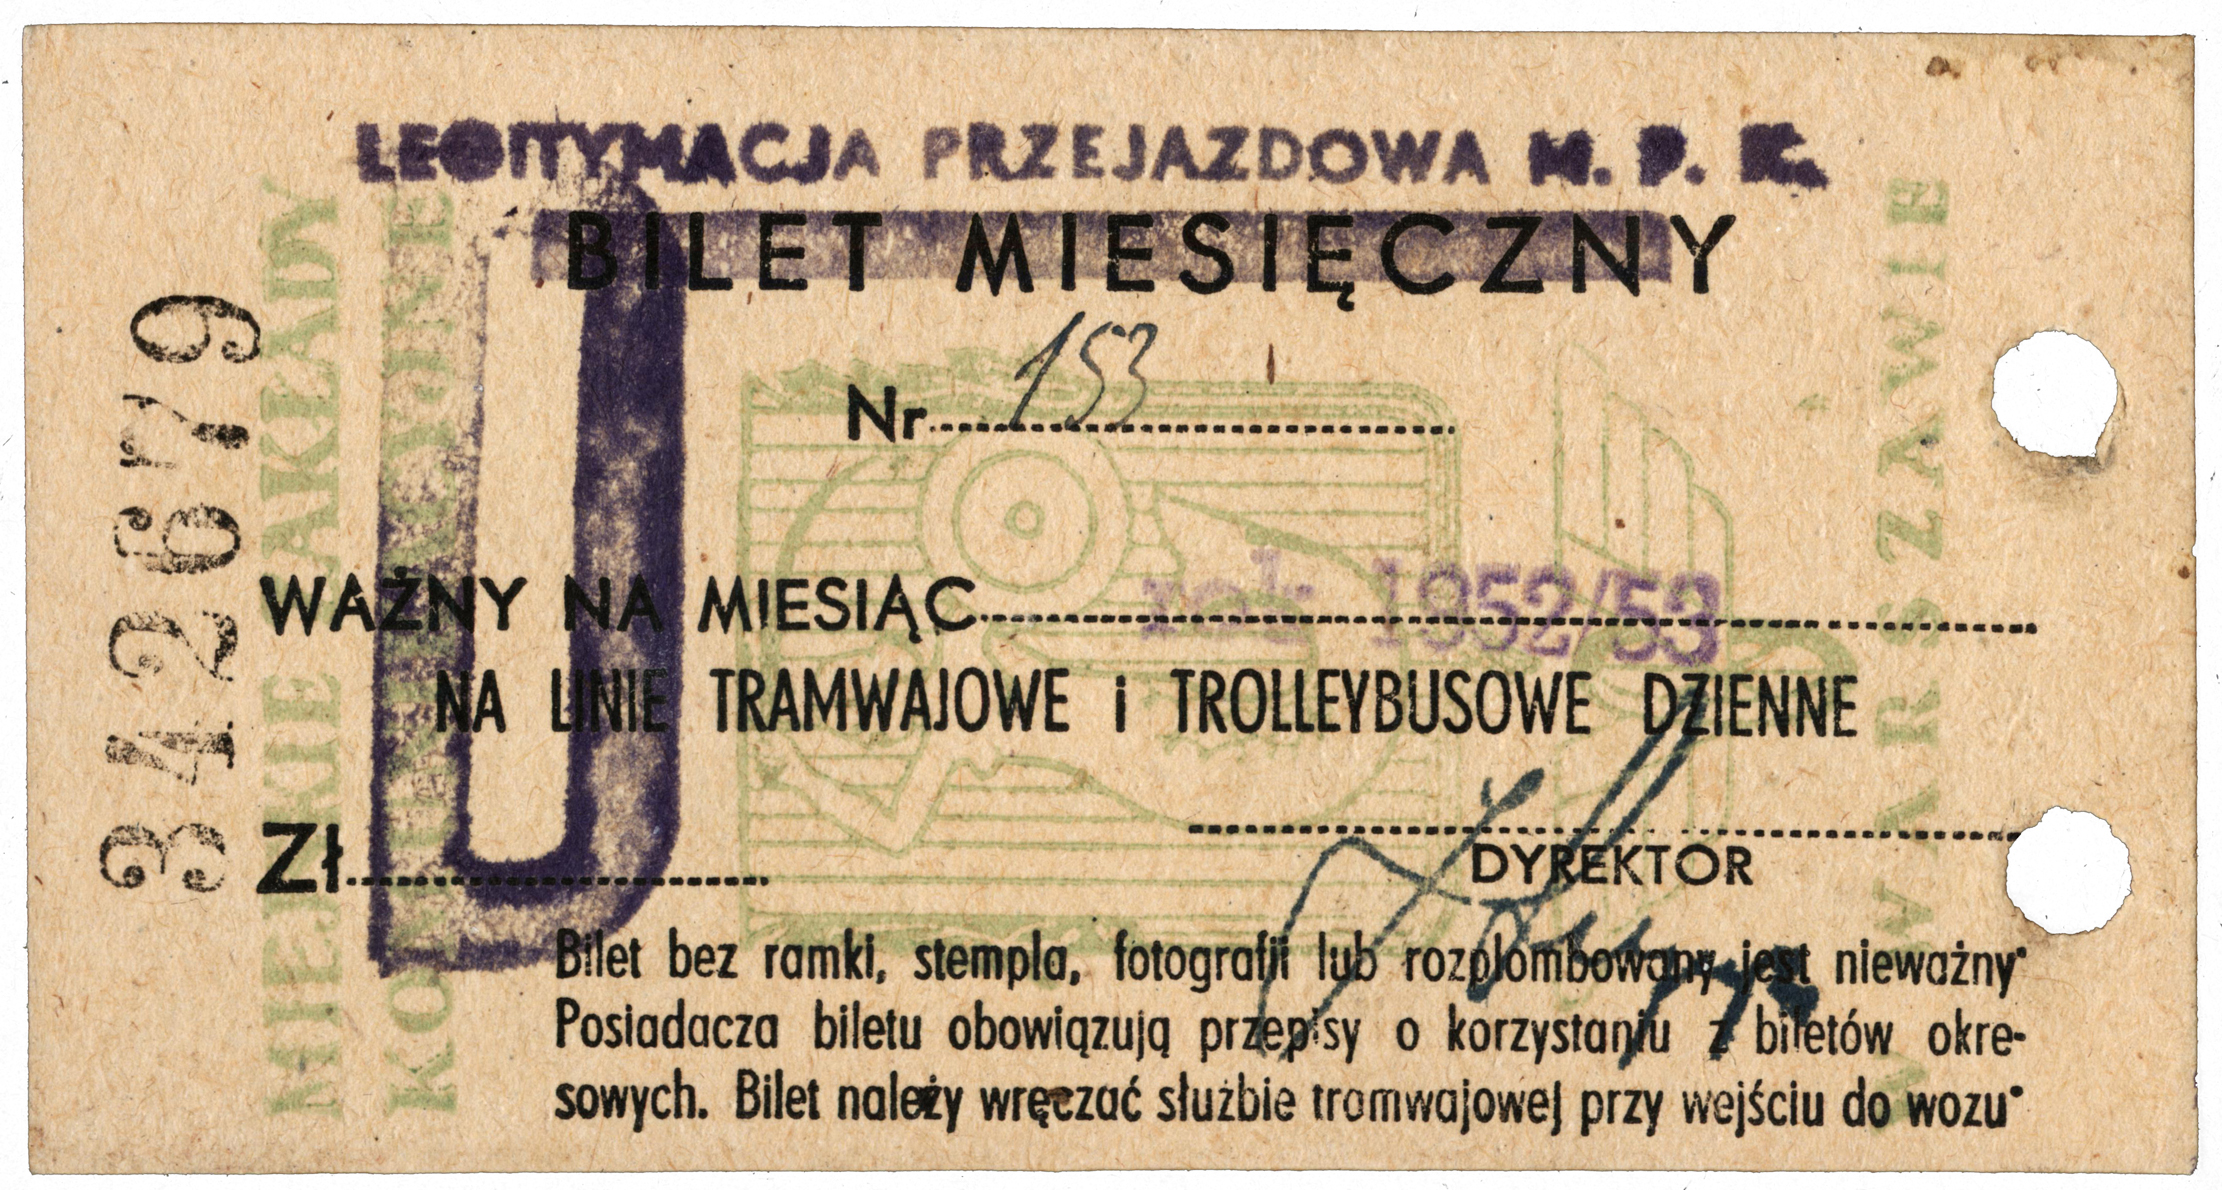 LEGITYMACJA PRZEJAZDOWA M. P. K.
BILET MIESIĘCZNY
Nr 153
WAŻNY NA MIESIĄC rok 1952/53
NA LINIE TRAMWAJOWE i TROLLEYBUSOWE DZIENNE
Zł
DYREKTOR
Bilet bez ramki, stempla, fotografii lub rozplombowany jest nieważny.
Posiadacza biletu obowiązują przepisy o korzystaniu z biletów okre-
sowych. Bilet należy wręczać służbie tramwajowej przy wejściu do wozu.
342679
MIEJSKIE ZAKŁADY
KOMUNIKACYJNE
W WARSZAWIE
U